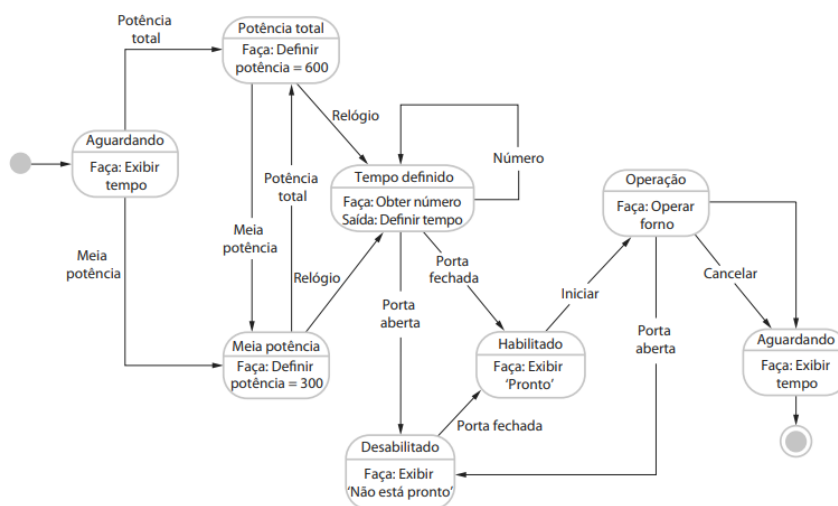 Potência
total
Potência total
Faça: Definir
potência = 600
Relógio
Aguardando
Faça: Exibir
tempo
Potência
total
Número
Tempo definido
Faça: Obter número
Saída: Definir tempo
Operação
Faça: Operar
forno
Meia
potência
Meia
potência
Porta
fechada
Cancelar
Relógio
Iniciar
Porta
aberta
Porta
aberta
Meia potência
Faça: Definir
potência = 300
Habilitado
Faça: Exibir
‘Pronto’
Aguardando
Faça: Exibir
tempo
Porta fechada
Desabilitado
Faça: Exibir
‘Não está pronto’